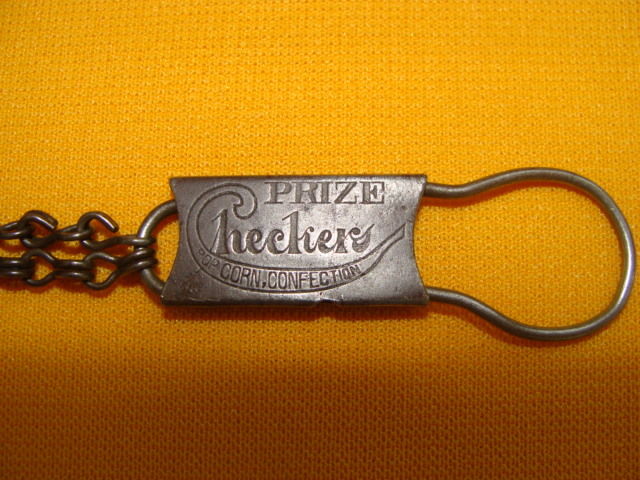 PRIZE
Checkers
POP CORN. CONFECTION